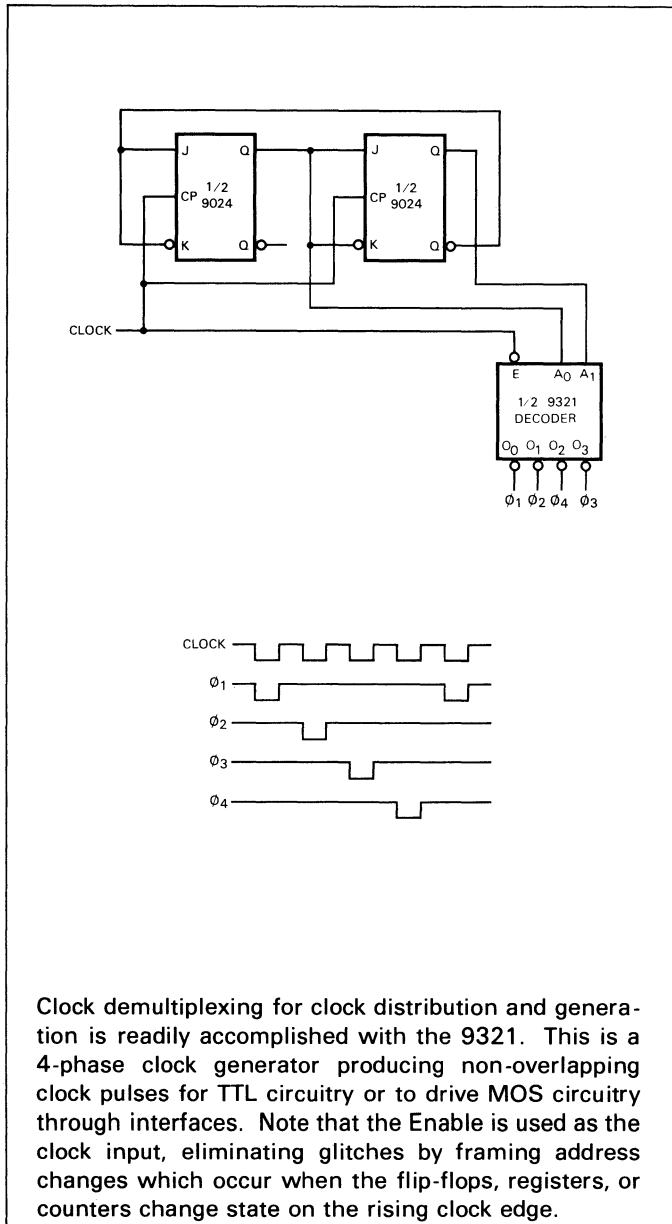 J Q
1/2
CP 9024
K Q
J Q
1/2
CP 9024
K Q
CLOCK
E A0 A1
1/2 9321
DECODER
O0 O1 O2 O3
Ø1 Ø2 Ø4 Ø3
CLOCK
Ø1
Ø2
Ø3
Ø4
Clock demultiplexing for clock distribution and genera-
tion is readily accomplished with the 9321. This is a
4-phase clock generator producing non-overlapping
clock pulses for TTL circuitry or to drive MOS circuitry
through interfaces. Note that the Enable is used as the
clock input, eliminating glitches by framing address
changes which occur when the flip-flops, registers, or
counters change state on the rising clock edge.